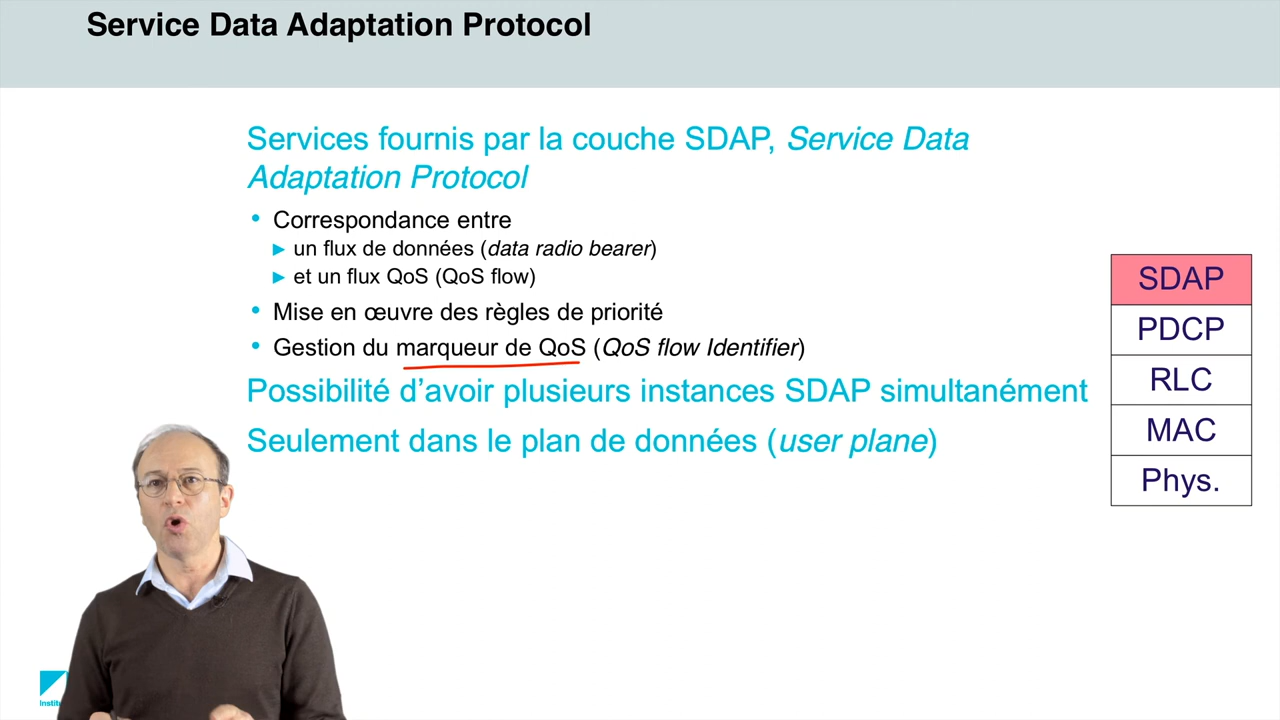 Service Data Adaptation Protocol
Services fournis par la couche SDAP, Service Data
Adaptation Protocol
• Correspondance entre
► un flux de données (data radio bearer)
► et un flux QoS (QoS flow)
• Mise en œuvre des règles de priorité
• Gestion du marqueur de QoS (QoS flow Identifier)
Possibilité d’avoir plusieurs instances SDAP simultanément
Seulement dans le plan de données (user plane)
SDAP
PDCP
RLC
MAC
Phys.